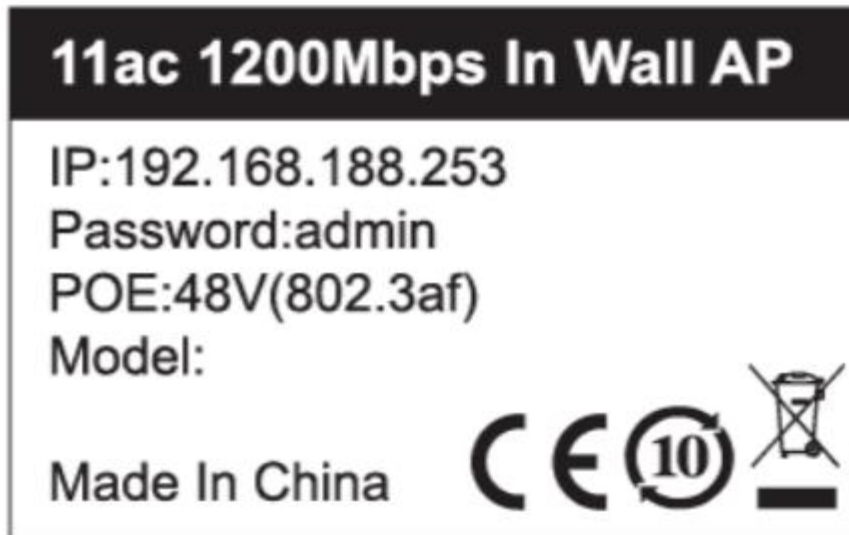 11ac 1200Mbps In Wall AP
IP:192.168.188.253
Password:admin
POE:48V(802.3af)
Model:
Made In China
CE
10